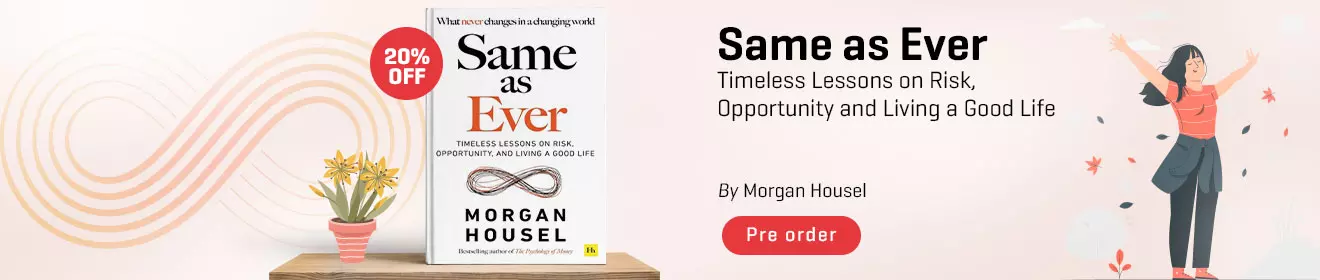 20%
OFF
What never changes in a changing world
Same
as
Ever
TIMELESS LESSONS ON RISK,
OPPORTUNITY, AND LIVING A GOOD LIFE
MORGAN
HOUSEL
Bestselling author of The Psychology of Money
Hh
Same as Ever
Timeless Lessons on Risk,
Opportunity and Living a Good Life
By Morgan Housel
Pre order